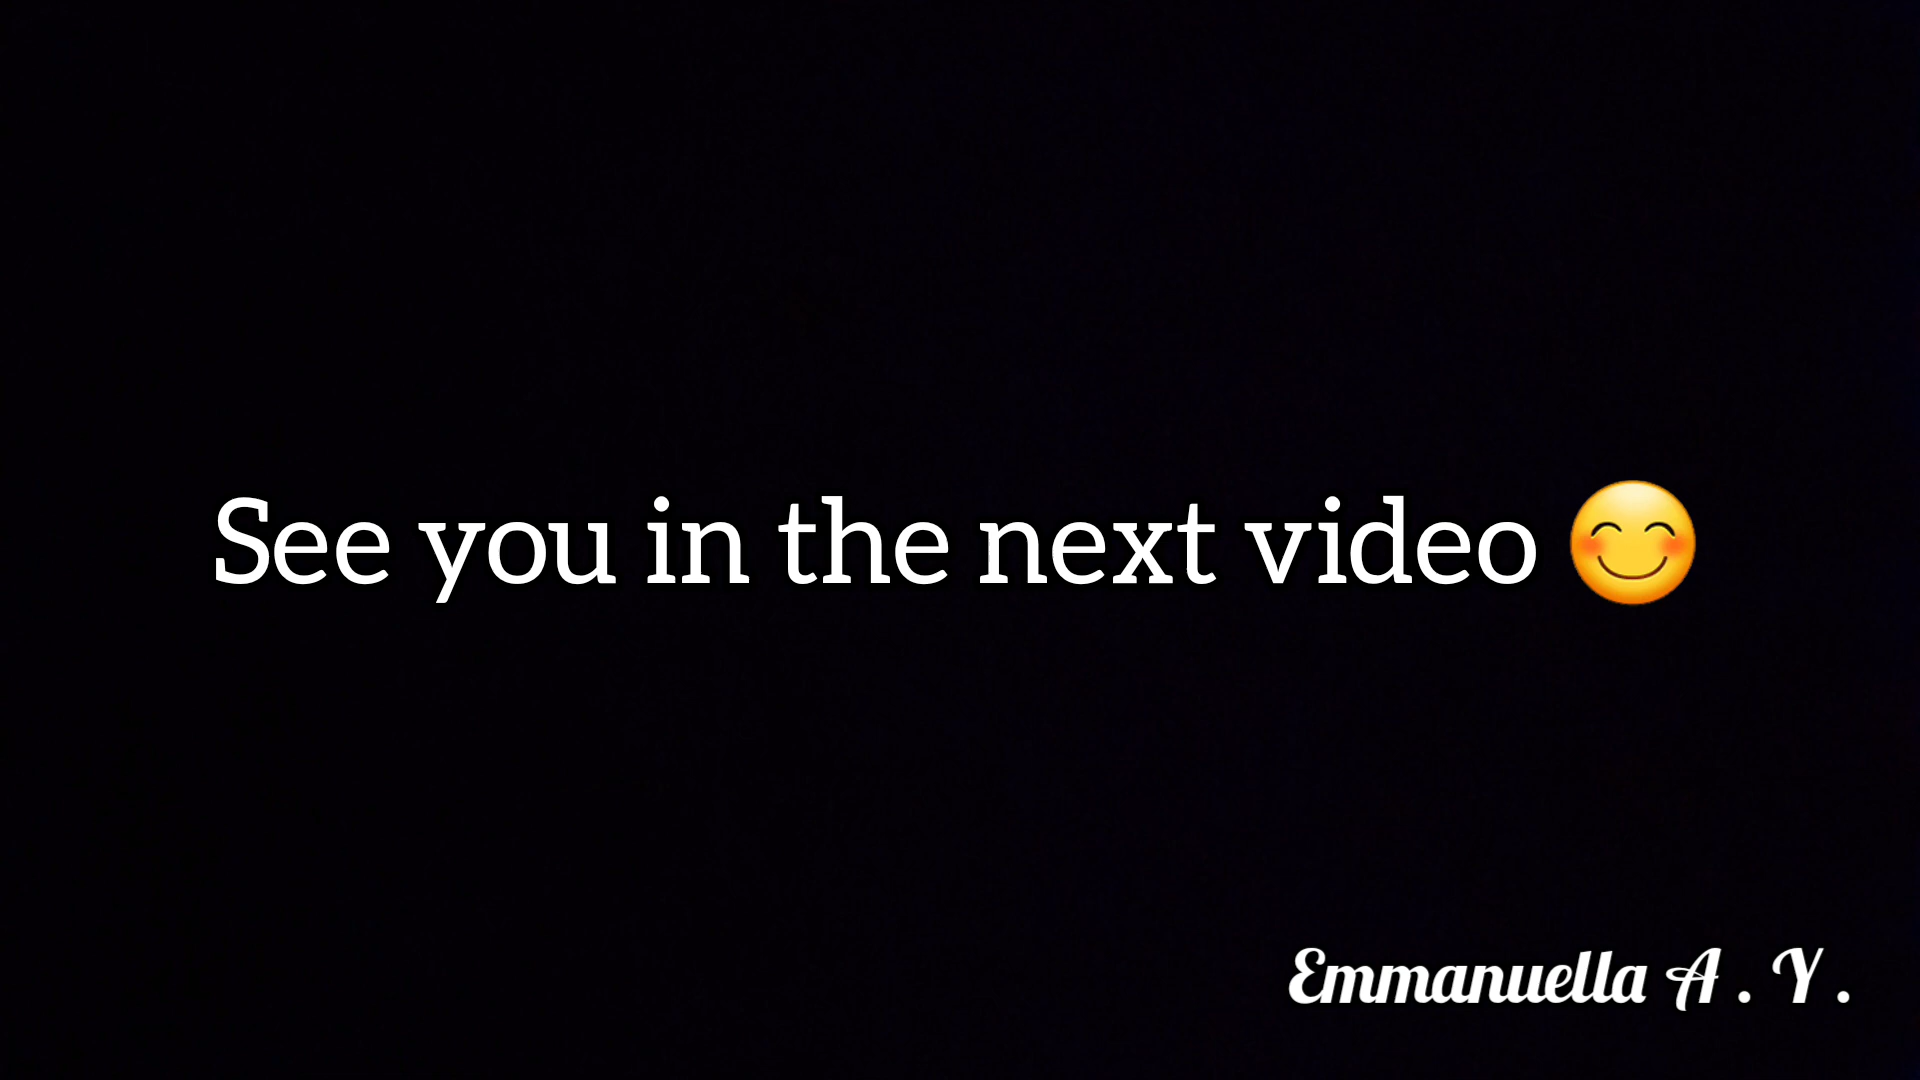 See you in the next video 😊
Emmanuella A . Y .